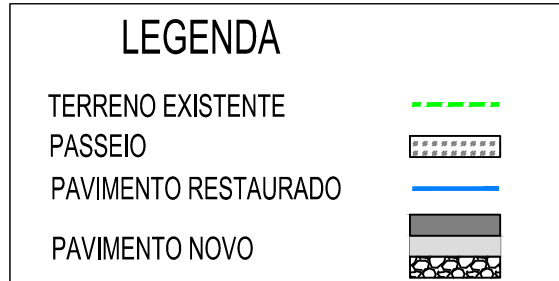 LEGENDA
TERRENO EXISTENTE
PASSEIO
PAVIMENTO RESTAURADO
PAVIMENTO NOVO